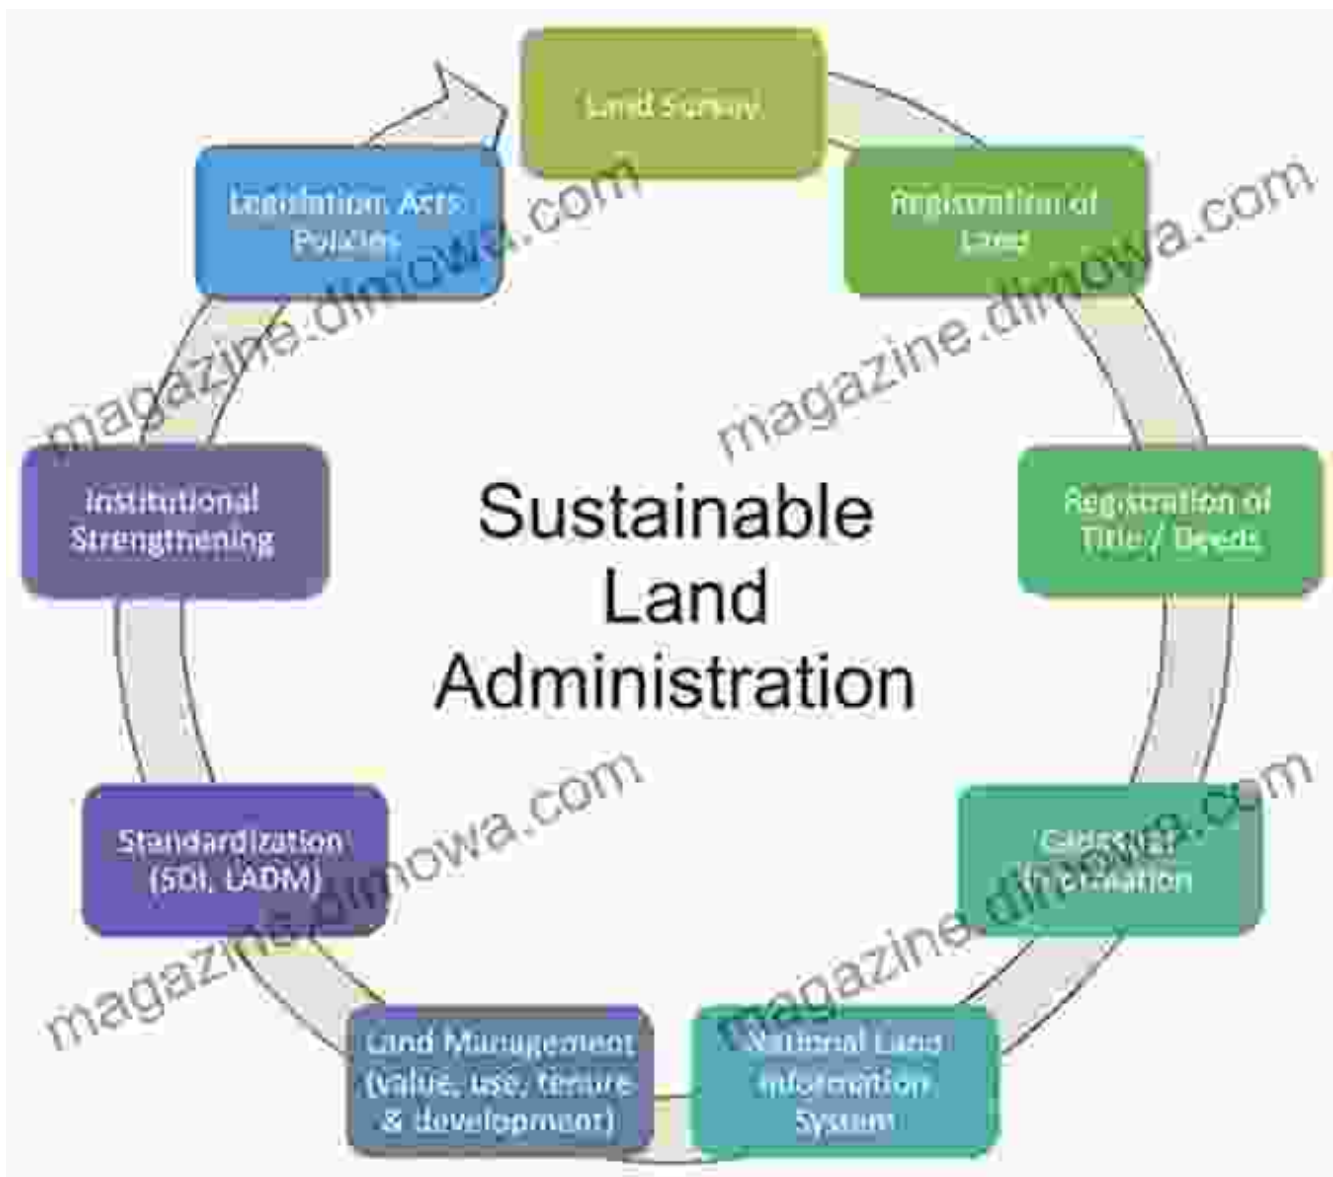 Land Survey
Registration of
Land
Registration of
Title / Deeds
Information
National Land
Information
System
Land Management
(value, use, tenure
& development)
Standardization
(SDI, LADM)
Institutional
Strengthening
Legislation, Acts
Policies
Sustainable
Land
Administration
magazine.dimowa.com
magazine.dimowa.com
magazine.dimowa.com
magazine.dimowa.com